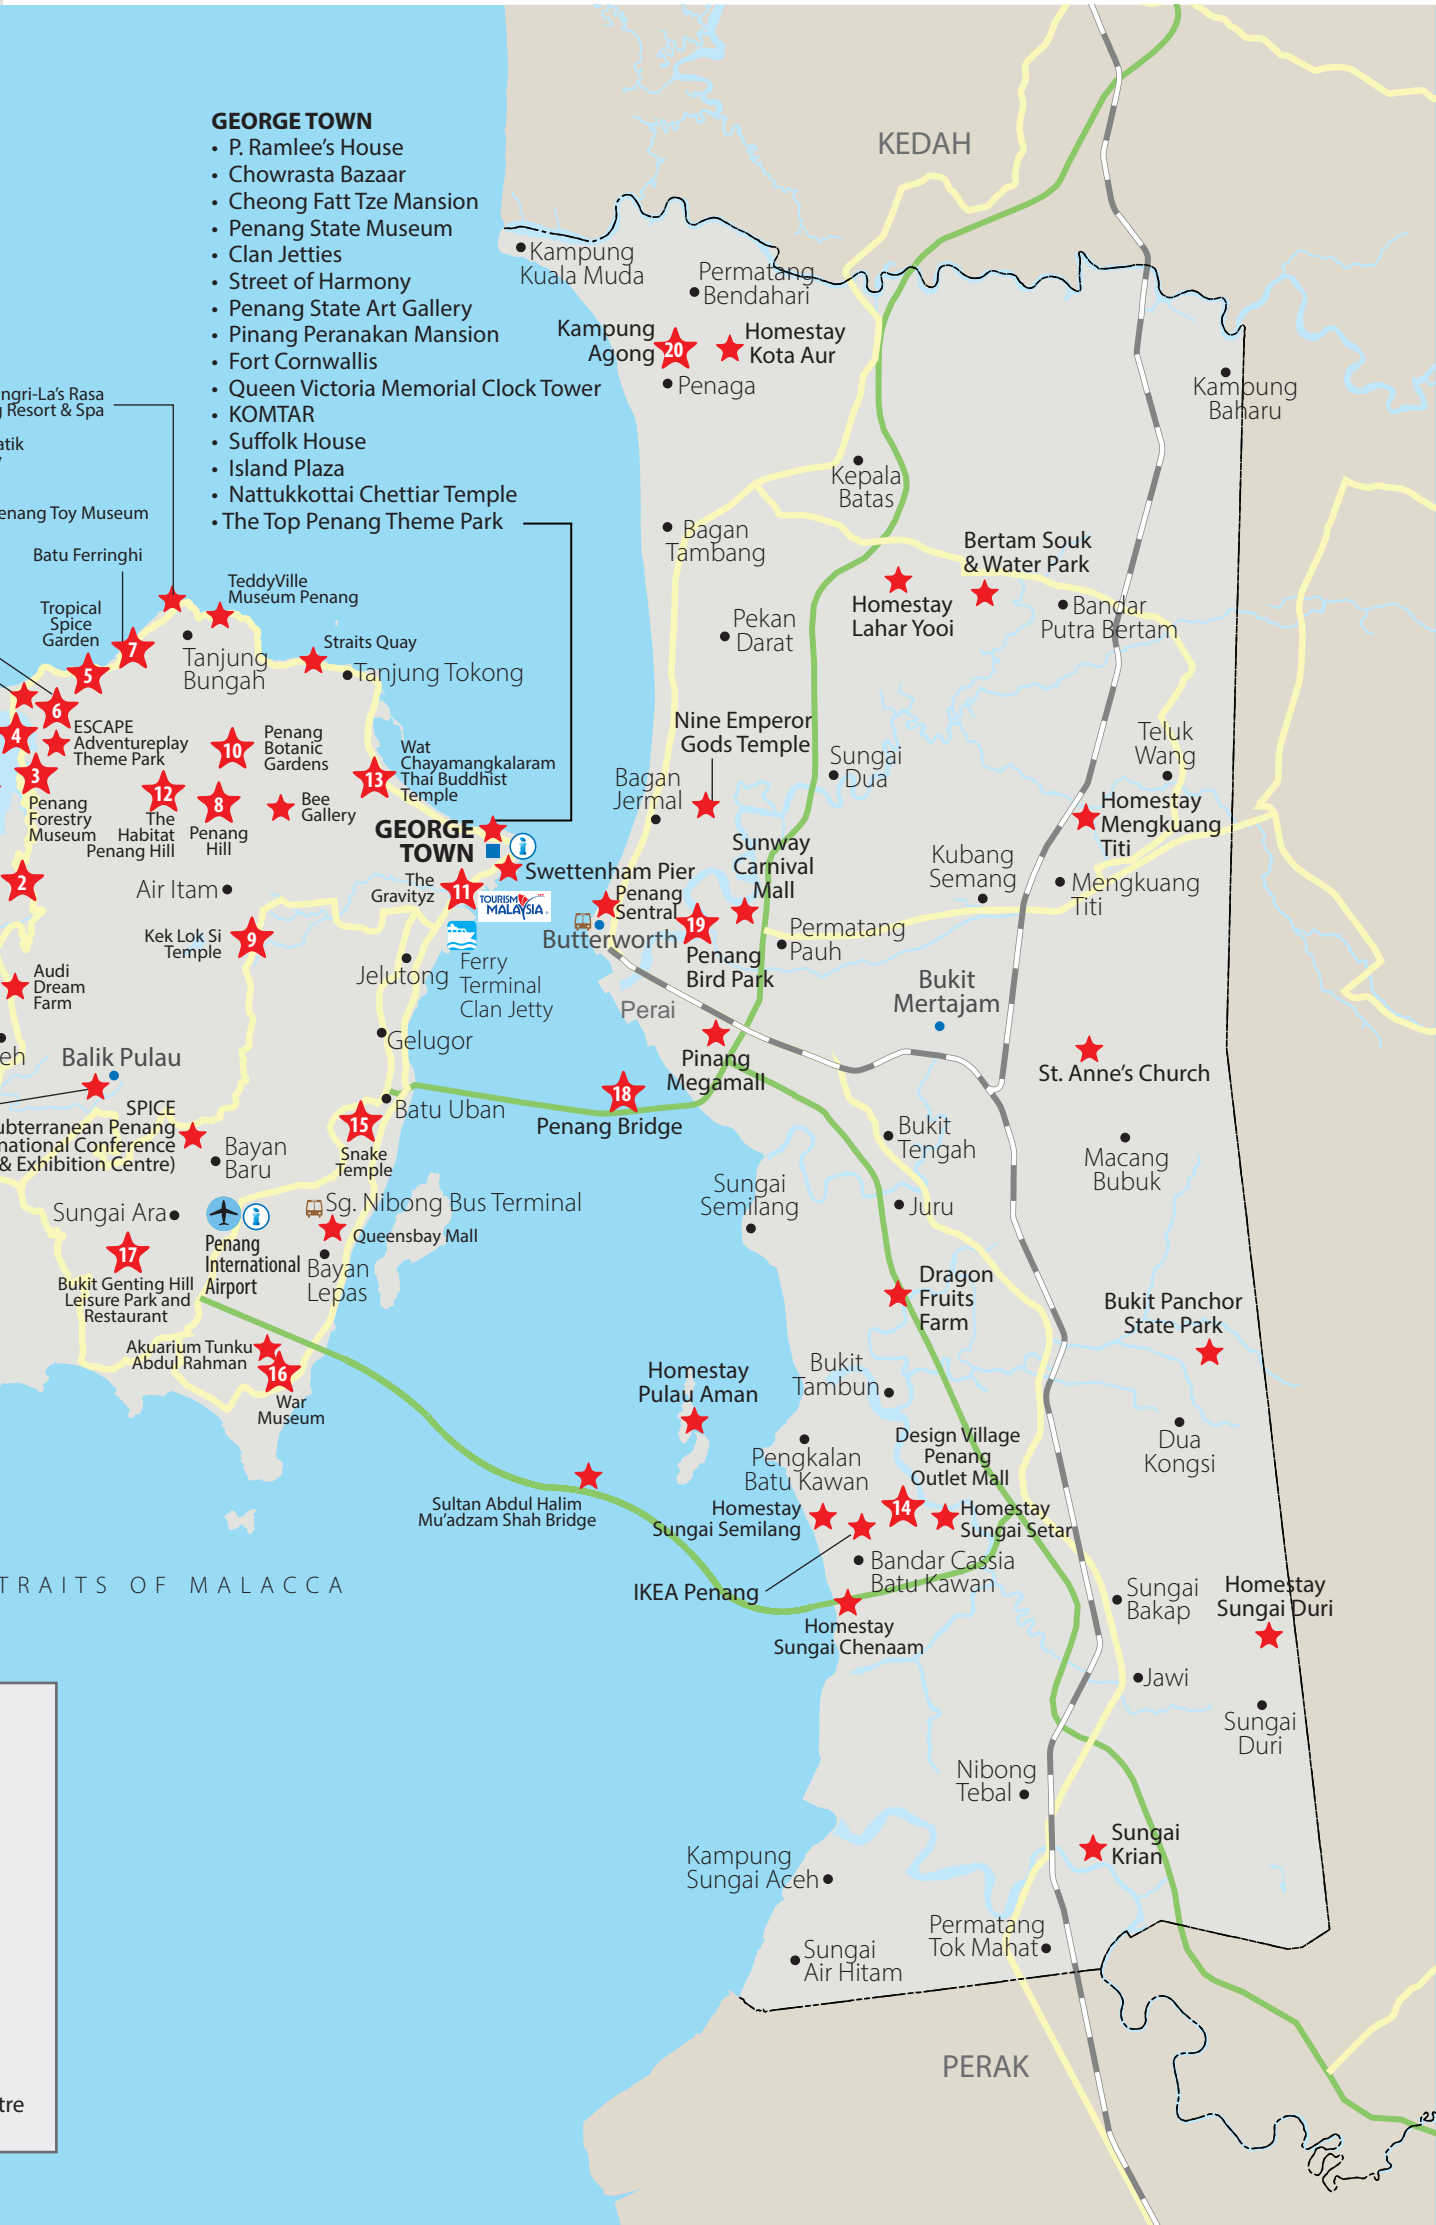 GEORGE TOWN
• P. Ramlee's House
• Chowrasta Bazaar
• Cheong Fatt Tze Mansion
• Penang State Museum
• Clan Jetties
• Street of Harmony
• Penang State Art Gallery
• Pinang Peranakan Mansion
• Fort Cornwallis
• Queen Victoria Memorial Clock Tower
• KOMTAR
• Suffolk House
• Island Plaza
• Nattukkottai Chettiar Temple
• The Top Penang Theme Park
KEDAH
Kampung
Kuala Muda
Permatang
Bendahari
Kampung
Agong
20
Homestay
Kota Aur
Penaga
Kampung
Baharu
ngri-La's Rasa
g Resort & Spa
atik
y
enang Toy Museum
Batu Ferringhi
Kepala
Batas
Bagan
Tambang
Bertam Souk
& Water Park
Homestay
Lahar Yooi
Bandar
Putra Bertam
Pekan
Darat
TeddyVille
Museum Penang
Tropical
Spice
Garden
7
5
6
4
3
Tanjung
Bungah
Straits Quay
Tanjung Tokong
ESCAPE
Adventureplay
Theme Park
10
Penang
Botanic
Gardens
Penang
Forestry
Museum
12
The
Habitat
Penang Hill
8
Penang
Hill
Bee
Gallery
13
Wat
Chayamangkalaram
Thai Buddhist
Temple
GEORGE
TOWN
Swettenham Pier
The
Gravityz
11
TOURISM
MALAYSIA
Nine Emperor
Gods Temple
Bagan
Jermal
Sungai
Dua
Teluk
Wang
Homestay
Mengkuang
Titi
Mengkuang
Titi
Kubang
Semang
Sunway
Carnival
Mall
Penang
Sentral
Butterworth
19
Penang
Bird Park
Permatang
Pauh
Perai
Bukit
Mertajam
2
Air Itam
Kek Lok Si
Temple
9
Jelutong
Ferry
Terminal
Clan Jetty
Audi
Dream
Farm
eh
Balik Pulau
Gelugor
Batu Uban
SPICE
ubterranean Penang
national Conference
& Exhibition Centre)
Bayan
Baru
15
Snake
Temple
18
Penang Bridge
Pinang
Megamall
St. Anne's Church
Bukit
Tengah
Macang
Bubuk
Sungai
Semilang
Juru
Sungai Ara
Penang
International
Airport
Sg. Nibong Bus Terminal
Queensbay Mall
Bayan
Lepas
17
Bukit Genting Hill
Leisure Park and
Restaurant
Akuarium Tunku
Abdul Rahman
16
War
Museum
Dragon
Fruits
Farm
Bukit Panchor
State Park
Homestay
Pulau Aman
Bukit
Tambun
Dua
Kongsi
Pengkalan
Batu Kawan
Design Village
Penang
Outlet Mall
14
Homestay
Sungai Semilang
Homestay
Sungai Setar
Sultan Abdul Halim
Mu'adzam Shah Bridge
Bandar Cassia
Batu Kawan
IKEA Penang
Homestay
Sungai Chenaam
TRAITS OF MALACCA
Sungai
Bakap
Homestay
Sungai Duri
Jawi
Sungai
Duri
Nibong
Tebal
Sungai
Krian
Kampung
Sungai Aceh
Permatang
Tok Mahat
Sungai
Air Hitam
PERAK
tre